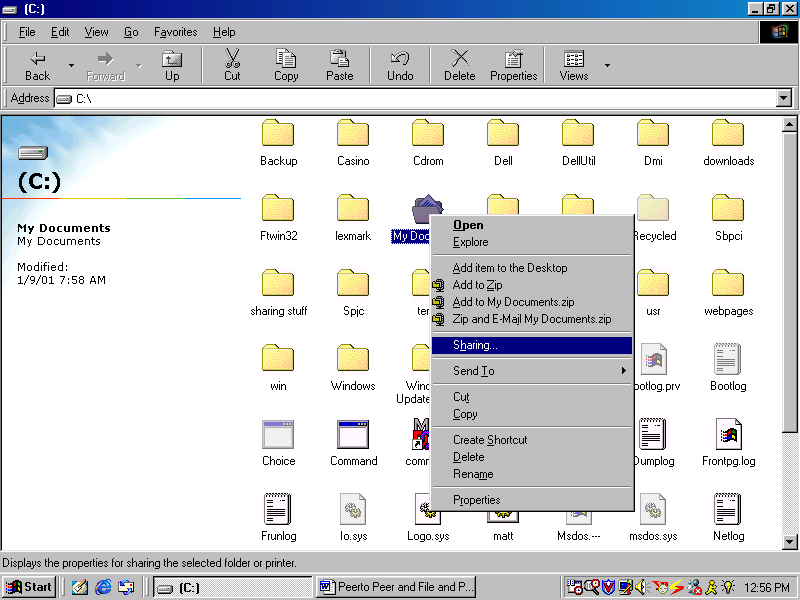 (C:)
File Edit View Go Favorites Help
Back Forward Up Cut Copy Paste Undo Delete Properties Views
Address C:\
(C:)
My Documents
My Documents
Modified:
1/9/01 7:58 AM
Backup Casino Cdrom Dell DellUtil Dmi downloads
Ftwin32 lexmark My Doc Recycled Sbpci
sharing stuff Spjc ter usr webpages
win Windows Wind
Update ootlog.prv Bootlog
Choice Command comm Dumplog Frontpg.log
Frunlog Io.sys Logo.sys matt Msdos.--- msdos.sys Netlog
Open
Explore
Add item to the Desktop
Add to Zip
Add to My Documents.zip
Zip and E-Mail My Documents.zip
Sharing...
Send To
Cut
Copy
Create Shortcut
Delete
Rename
Properties
Displays the properties for sharing the selected folder or printer.
Start (C:) Peerto Peer and File and P... 12:56 PM